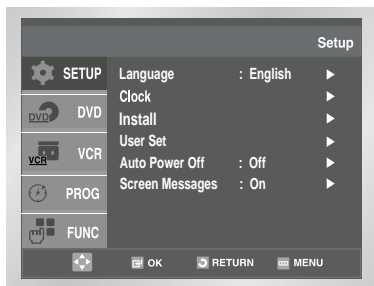 Setup
SETUP
Language : English ►
Clock ►
DVD DVD
Install ►
User Set ►
VCR VCR
Auto Power Off : Off ►
PROG
Screen Messages : On ►
FUNC
OK RETURN MENU